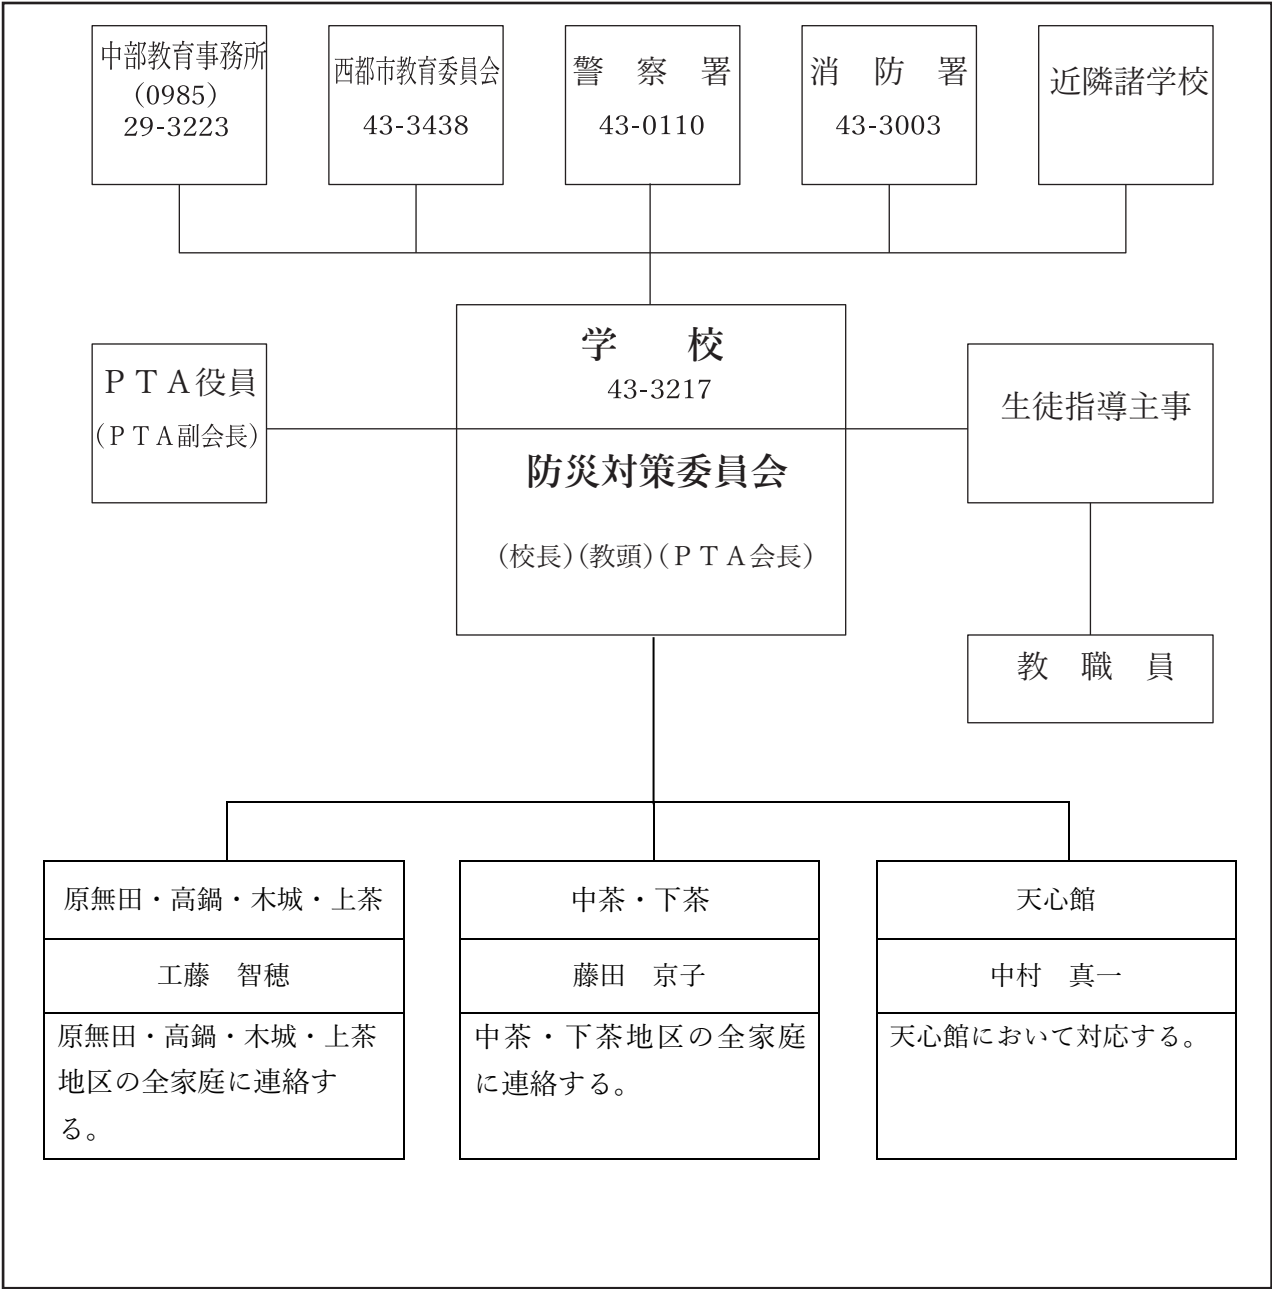 中部教育事務所
（0985）
29-3223
西都市教育委員会
43-3438
警　察　署
43-0110
消　防　署
43-3003
近隣諸学校
学　　校
43-3217
ＰＴＡ役員
（ＰＴＡ副会長）
生徒指導主事
防災対策委員会
（校長）（教頭）（ＰＴＡ会長）
教　職　員
原無田・高鍋・木城・上茶
工藤　智穂
原無田・高鍋・木城・上茶
地区の全家庭に連絡す
る。
中茶・下茶
藤田　京子
中茶・下茶地区の全家庭
に連絡する。
天心館
中村　真一
天心館において対応する。